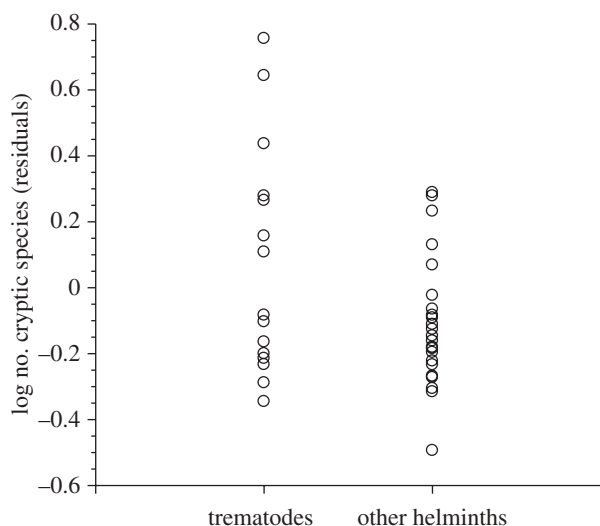 log no. cryptic species (residuals)
0.8
0.6
0.4
0.2
0
–0.2
–0.4
–0.6
trematodes
other helminths